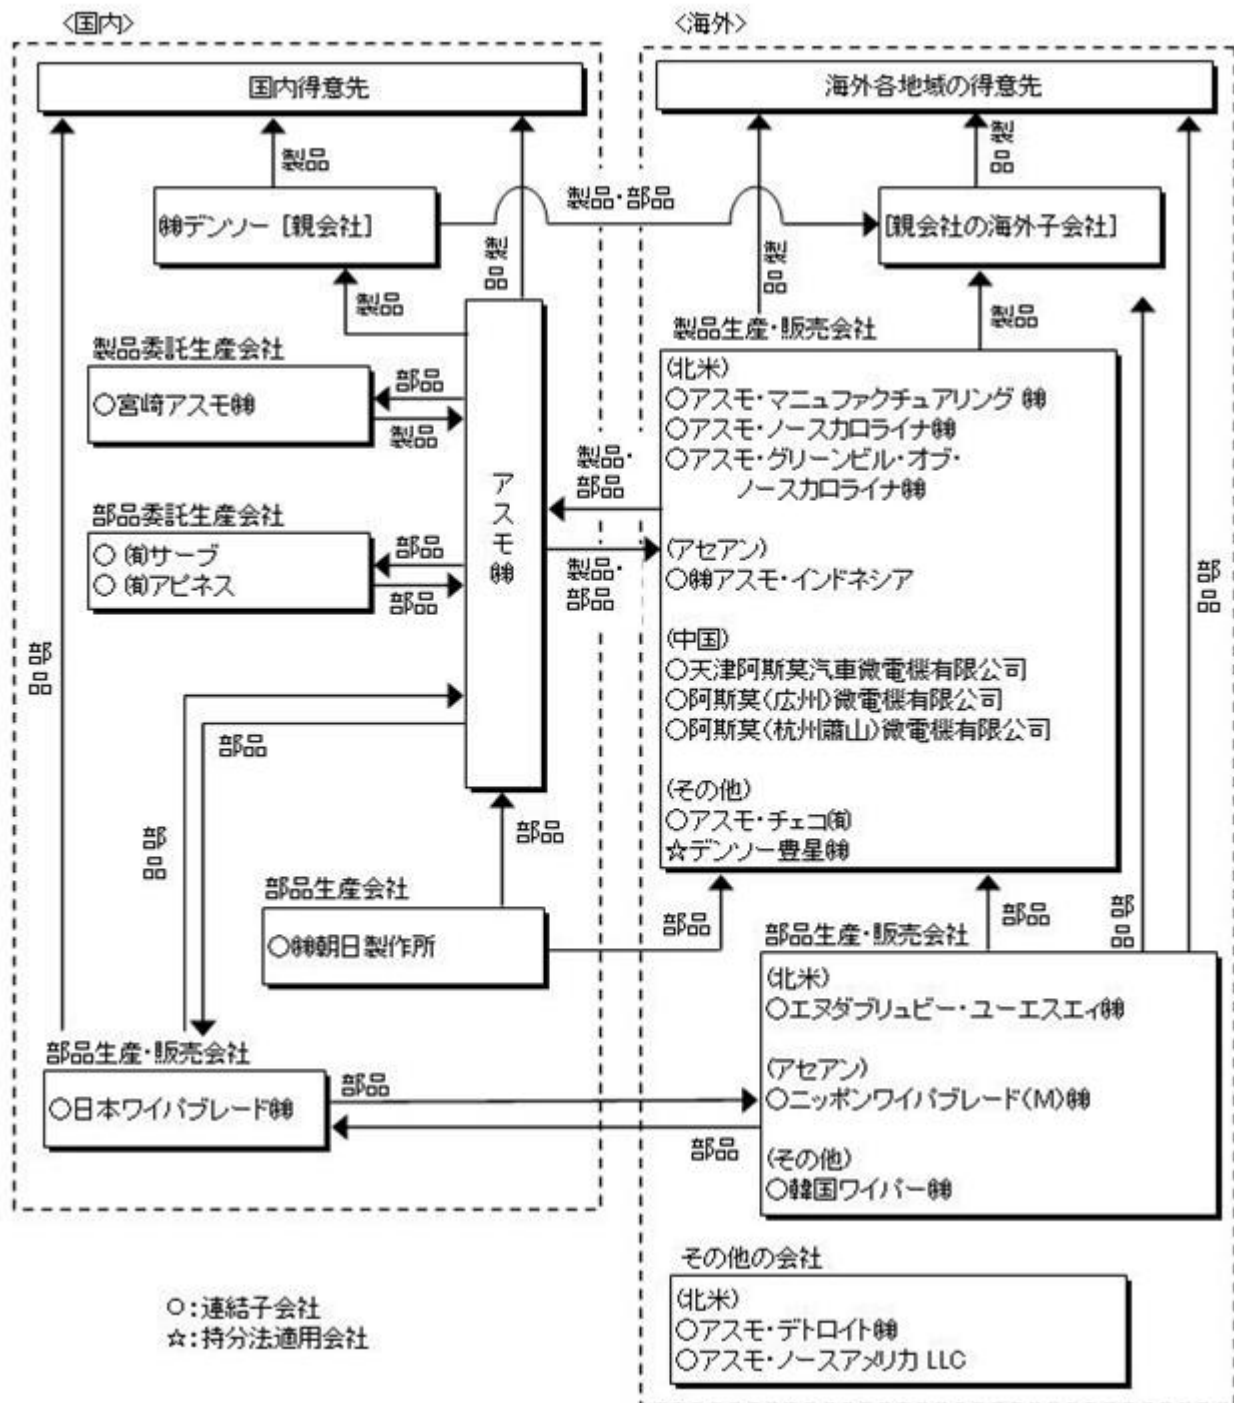 〈国内〉
国内得意先
製品
㈱デンソー［親会社］
製品・部品
製品
製品
製品委託生産会社
○宮崎アスモ㈱
部品
製品
部品委託生産会社
○㈲サーブ
○㈲アピネス
部品
部品
アスモ㈱
製品・
部品
製品・
部品
部品
部品
部品
部品
部品生産会社
○㈱朝日製作所
部品
部品生産・販売会社
○日本ワイパブレード㈱
部品
部品
〈海外〉
海外各地域の得意先
製品
[親会社の海外子会社]
製品
製品
製品生産・販売会社
(北米)
○アスモ・マニュファクチュアリング㈱
○アスモ・ノースカロライナ㈱
○アスモ・グリーンビル・オブ・
ノースカロライナ㈱
(アセアン)
○㈱アスモ・インドネシア
(中国)
○天津阿斯莫汽車微電機有限公司
○阿斯莫(広州)微電機有限公司
○阿斯莫(杭州蕭山)微電機有限公司
(その他)
○アスモ・チェコ㈲
☆デンソー豊星㈱
部品
部品
部品
部品生産・販売会社
(北米)
○エヌダブリュビー・ユーエスエィ㈱
(アセアン)
○ニッポンワイパブレード(M)㈱
(その他)
○韓国ワイパー㈱
その他の会社
(北米)
○アスモ・デトロイト㈱
○アスモ・ノースアメリカ LLC
○:連結子会社
☆:持分法適用会社